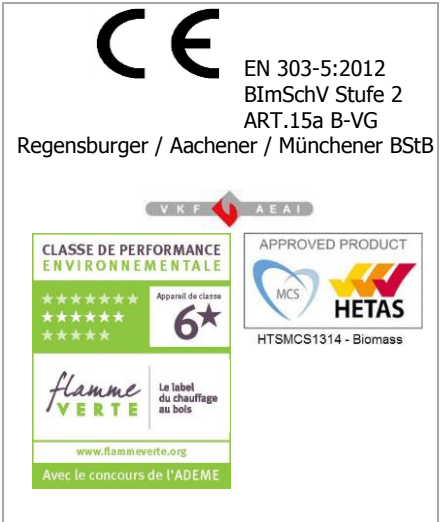 CE
EN 303-5:2012
BImSchV Stufe 2
ART.15a B-VG
Regensburger / Aachener / Münchener BStB
VKF AEAI
CLASSE DE PERFORMANCE
ENVIRONNEMENTALE
Appareil de classe
6★
flamme
VERTE
Le label
du chauffage
au bois
www.flammeverte.org
Avec le concours de l'ADEME
APPROVED PRODUCT
MCS
HETAS
HTSMCS1314 - Biomass